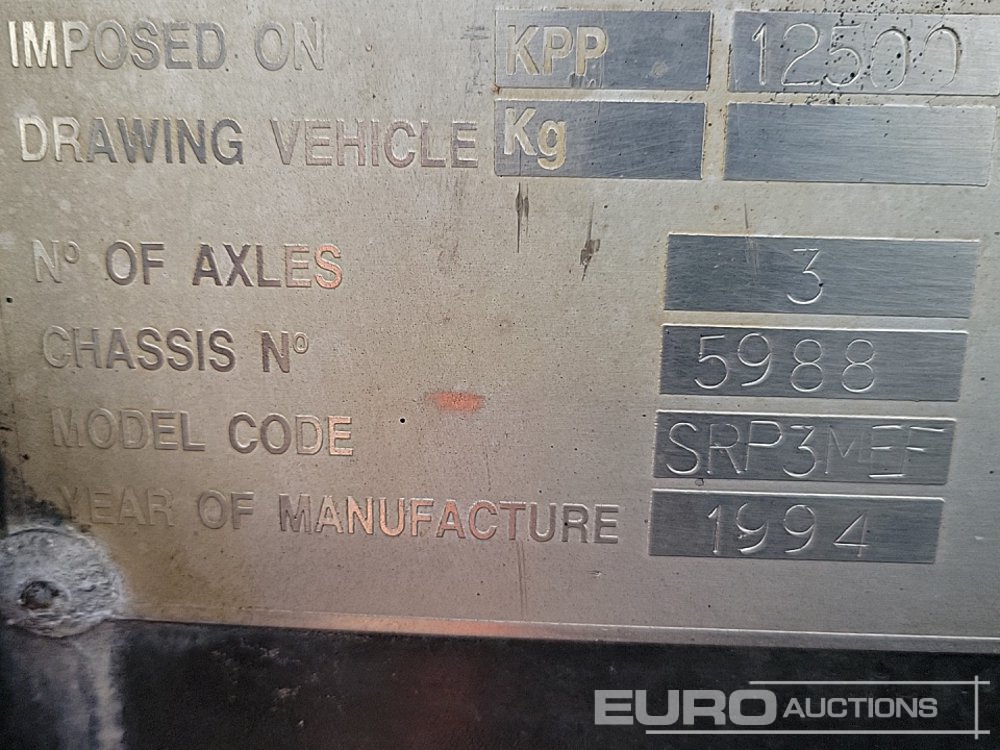 IMPOSED ON KPP 12500
DRAWING VEHICLE Kg
Nº OF AXLES 3
CHASSIS Nº 5988
MODEL CODE SRP3MEF
YEAR OF MANUFACTURE 1994
EURO AUCTIONS